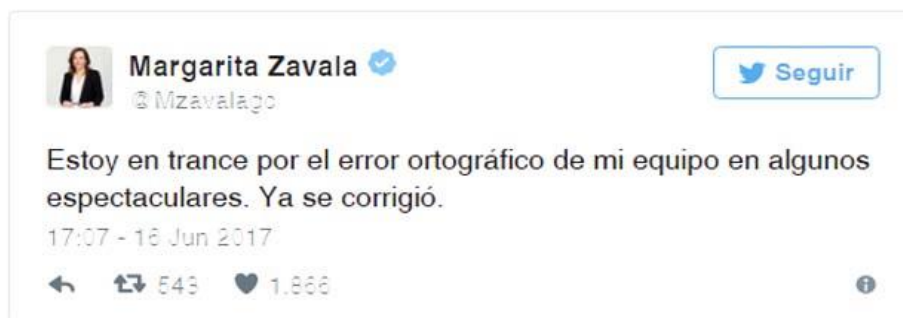 Margarita Zavala
Seguir
@Mzavalagc
Estoy en trance por el error ortográfico de mi equipo en algunos
espectaculares. Ya se corrigió.
17:07 - 16 Jun 2017
543 1.866